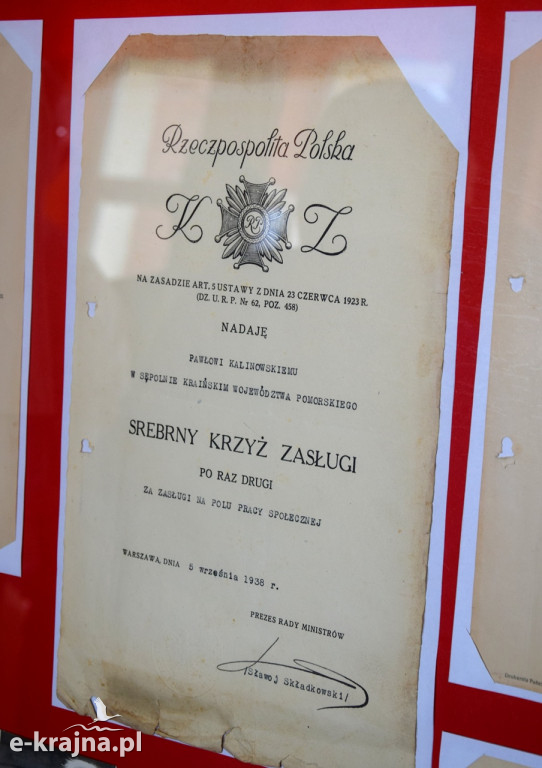 Rzeczpospolita Polska
K RP Z
NA ZASADZIE ART. 5 USTAWY Z DNIA 23 CZERWCA 1923 R.
(DZ. U. R. P. Nr 62, POZ. 458)
NADAJĘ
PAWŁOWI KALINOWSKIEMU
W SĘPOLNIE KRAIŃSKIM WOJEWÓDZTWA POMORSKIEGO
SREBRNY KRZYŻ ZASŁUGI
PO RAZ DRUGI
ZA ZASŁUGI NA POLU PRACY SPOŁECZNEJ
WARSZAWA, DNIA 5 września 1938 r.
PREZES RADY MINISTRÓW
/Sławoj Składkowski/
e-krajna.pl